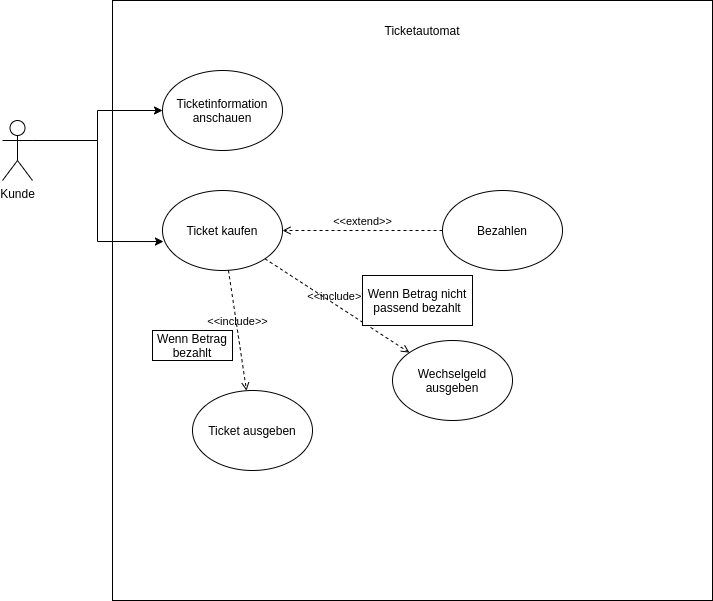 Ticketautomat
Ticketinformation
anschauen
Kunde
Ticket kaufen
<<extend>>
Bezahlen
<<include>
Wenn Betrag nicht
passend bezahlt
<<include>>
Wenn Betrag
bezahlt
Wechselgeld
ausgeben
Ticket ausgeben